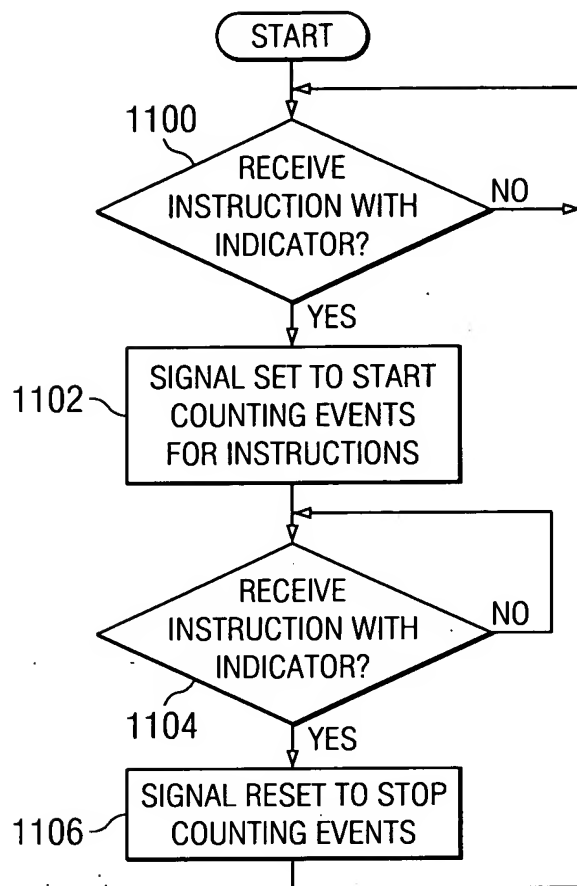 START
1100
RECEIVE
INSTRUCTION WITH
INDICATOR?
NO
YES
1102
SIGNAL SET TO START
COUNTING EVENTS
FOR INSTRUCTIONS
RECEIVE
INSTRUCTION WITH
INDICATOR?
NO
1104
YES
1106
SIGNAL RESET TO STOP
COUNTING EVENTS